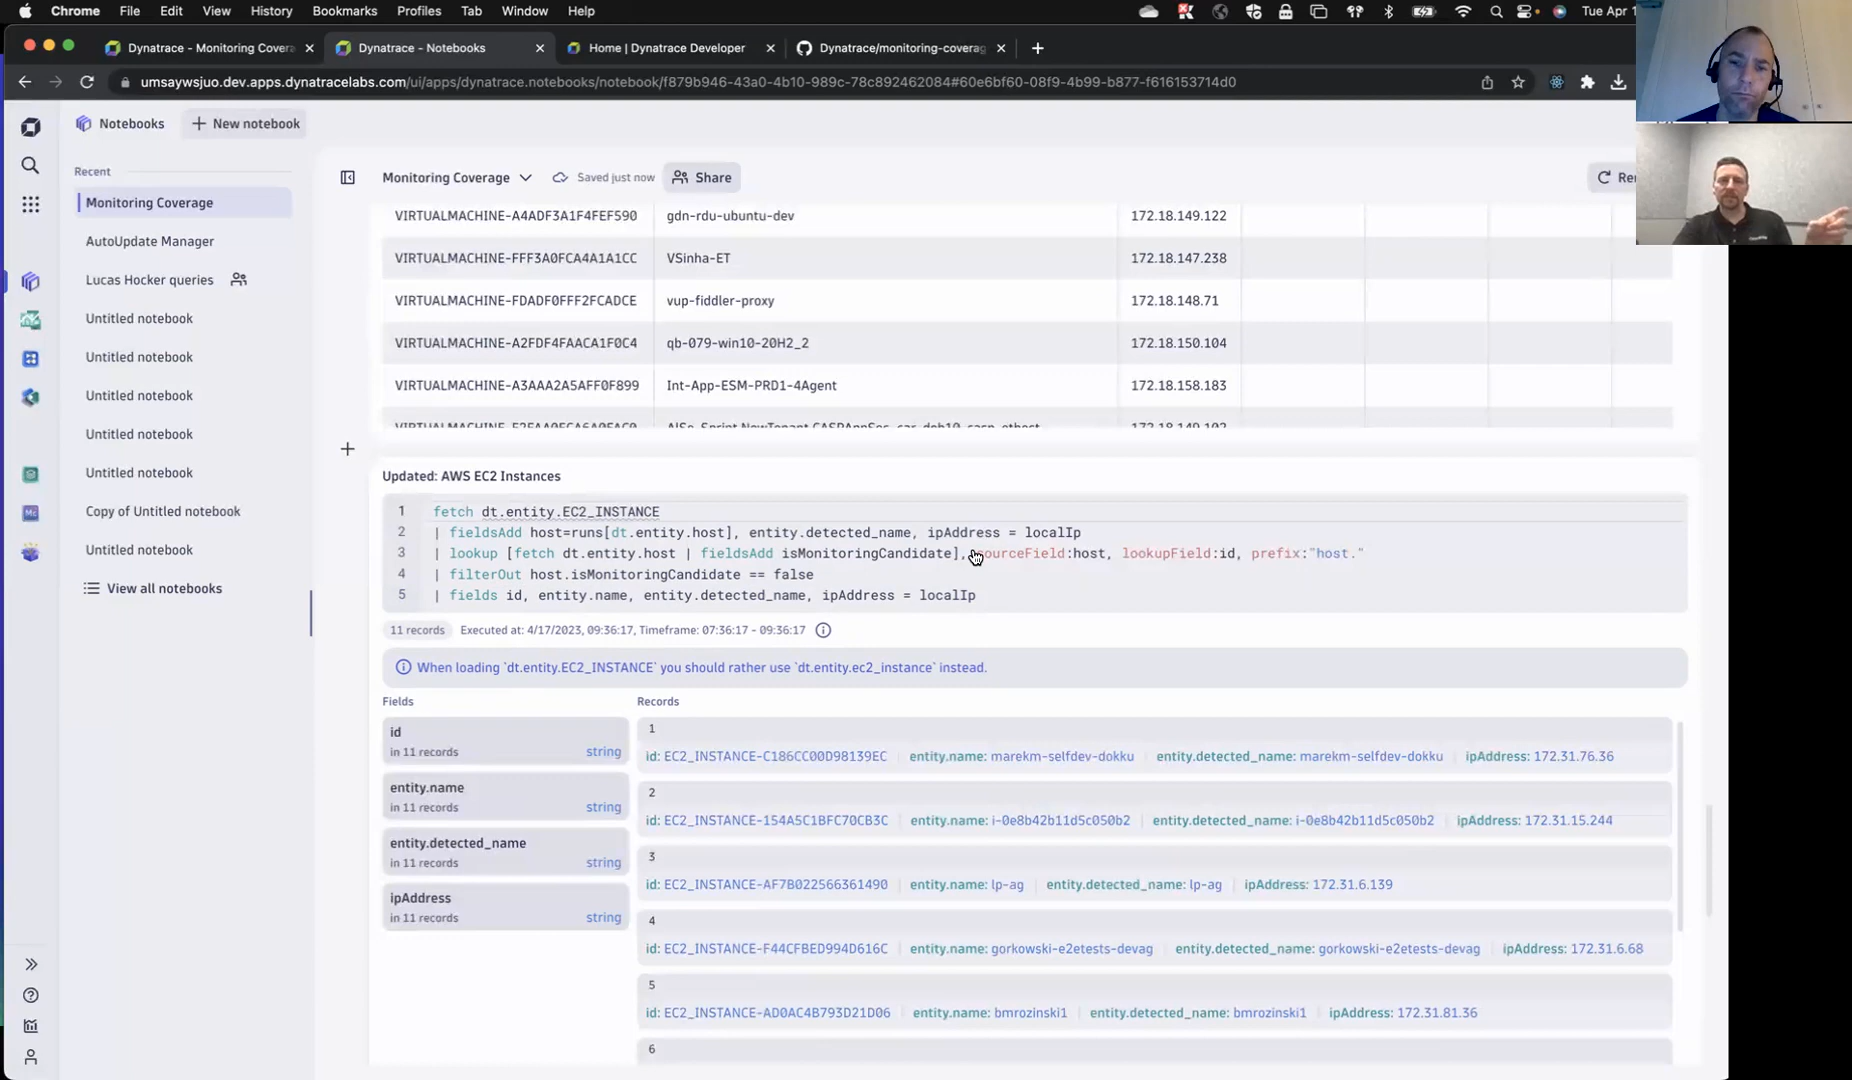 Chrome File Edit View History Bookmarks Profiles Tab Window Help Tue Apr 1
Dynatrace - Monitoring Covera
Dynatrace - Notebooks
Home | Dynatrace Developer
Dynatrace/monitoring-coverag
umsaywsjuo.dev.apps.dynatracelabs.com/ui/apps/dynatrace.notebooks/notebook/f879b946-43a0-4b10-989c-78c892462084#60e6bf60-08f9-4b99-b877-f616153714d0
Notebooks
New notebook
Recent
Monitoring Coverage
AutoUpdate Manager
Lucas Hocker queries
Untitled notebook
Untitled notebook
Untitled notebook
Untitled notebook
Untitled notebook
Copy of Untitled notebook
Untitled notebook
View all notebooks
Monitoring Coverage
Saved just now
Share
VIRTUALMACHINE-A4ADF3A1F4FEF590 gdn-rdu-ubuntu-dev 172.18.149.122
VIRTUALMACHINE-FFF3A0FCA4A1A1CC VSinha-ET 172.18.147.238
VIRTUALMACHINE-FDADF0FFF2FCADCE vup-fiddler-proxy 172.18.148.71
VIRTUALMACHINE-A2FDF4FAACA1F0C4 qb-079-win10-20H2_2 172.18.150.104
VIRTUALMACHINE-A3AAA2A5AFF0F899 Int-App-ESM-PRD1-4Agent 172.18.158.183
Updated: AWS EC2 Instances
1 fetch dt.entity.EC2_INSTANCE
2 | fieldsAdd host=runs[dt.entity.host], entity.detected_name, ipAddress = localIp
3 | lookup [fetch dt.entity.host | fieldsAdd isMonitoringCandidate], sourceField:host, lookupField:id, prefix:"host."
4 | filterOut host.isMonitoringCandidate == false
5 | fields id, entity.name, entity.detected_name, ipAddress = localIp
11 records Executed at: 4/17/2023, 09:36:17, Timeframe: 07:36:17 - 09:36:17
When loading `dt.entity.EC2_INSTANCE` you should rather use `dt.entity.ec2_instance` instead.
Fields
id
in 11 records string
entity.name
in 11 records string
entity.detected_name
in 11 records string
ipAddress
in 11 records string
Records
1
id: EC2_INSTANCE-C186CC00D98139EC entity.name: marekm-selfdev-dokku entity.detected_name: marekm-selfdev-dokku ipAddress: 172.31.76.36
2
id: EC2_INSTANCE-154A5C1BFC70CB3C entity.name: i-0e8b42b11d5c050b2 entity.detected_name: i-0e8b42b11d5c050b2 ipAddress: 172.31.15.244
3
id: EC2_INSTANCE-AF7B022566361490 entity.name: lp-ag entity.detected_name: lp-ag ipAddress: 172.31.6.139
4
id: EC2_INSTANCE-F44CFBED994D616C entity.name: gorkowski-e2etests-devag entity.detected_name: gorkowski-e2etests-devag ipAddress: 172.31.6.68
5
id: EC2_INSTANCE-AD0AC4B793D21D06 entity.name: bmrozinski1 entity.detected_name: bmrozinski1 ipAddress: 172.31.81.36
6